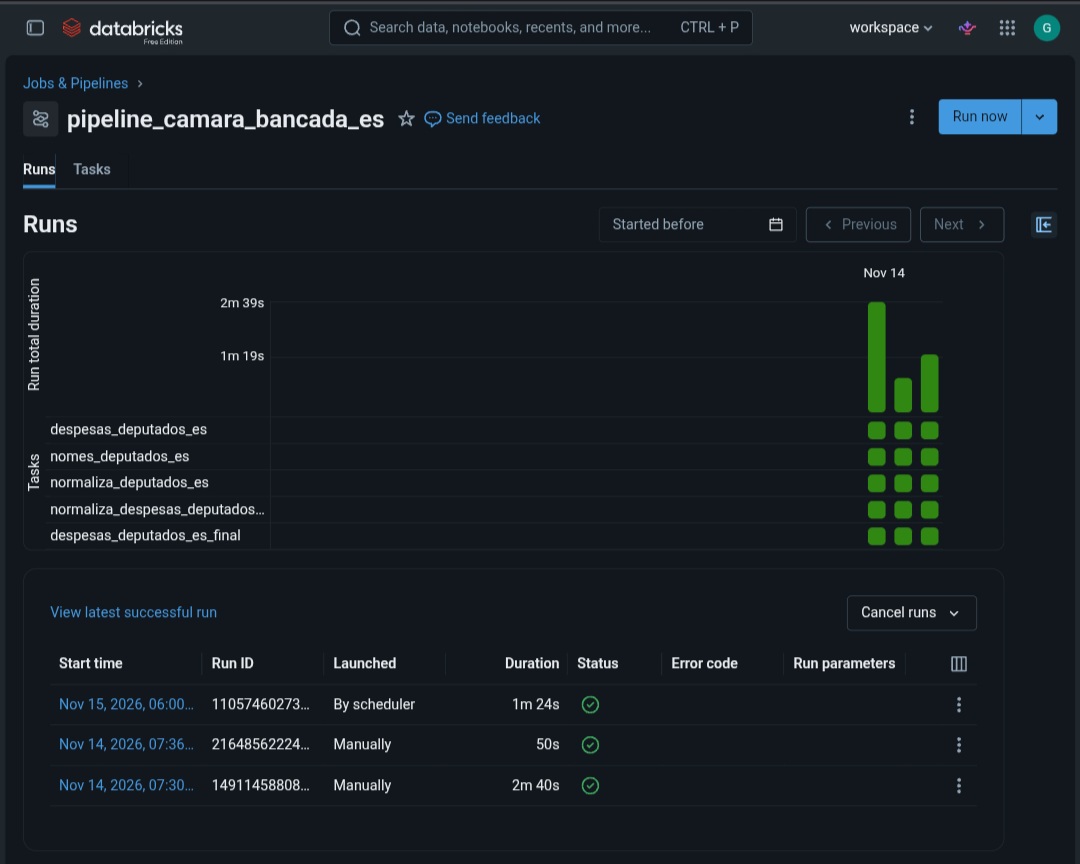 databricks
Free Edition
Search data, notebooks, recents, and more... CTRL + P
workspace
G
Jobs & Pipelines
pipeline_camara_bancada_es
Send feedback
Run now
Runs Tasks
Runs
Started before
Previous
Next
Run total duration
Nov 14
2m 39s
1m 19s
Tasks
despesas_deputados_es
nomes_deputados_es
normaliza_deputados_es
normaliza_despesas_deputados...
despesas_deputados_es_final
View latest successful run
Cancel runs
Start time Run ID Launched Duration Status Error code Run parameters
Nov 15, 2026, 06:00... 11057460273... By scheduler 1m 24s
Nov 14, 2026, 07:36... 21648562224... Manually 50s
Nov 14, 2026, 07:30... 14911458808... Manually 2m 40s